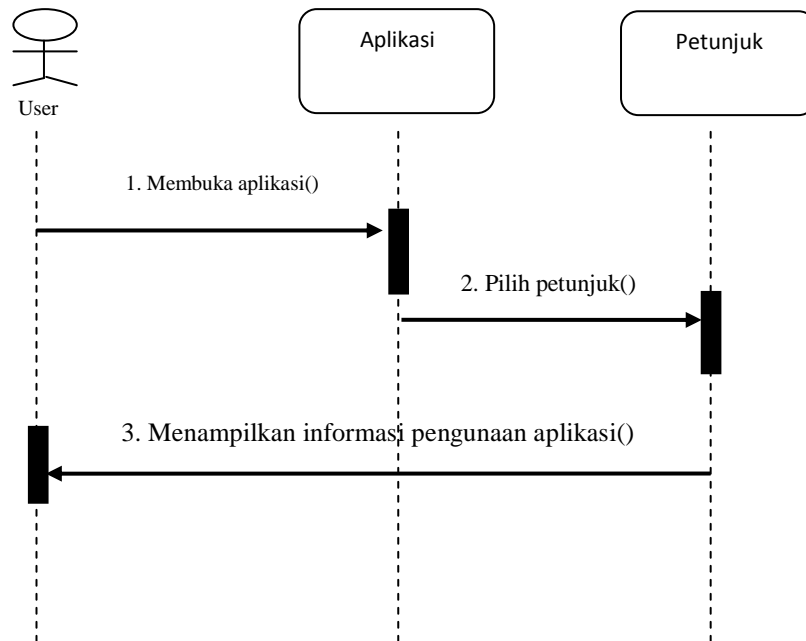 Aplikasi
Petunjuk
User
1. Membuka aplikasi()
2. Pilih petunjuk()
3. Menampilkan informasi pengunaan aplikasi()